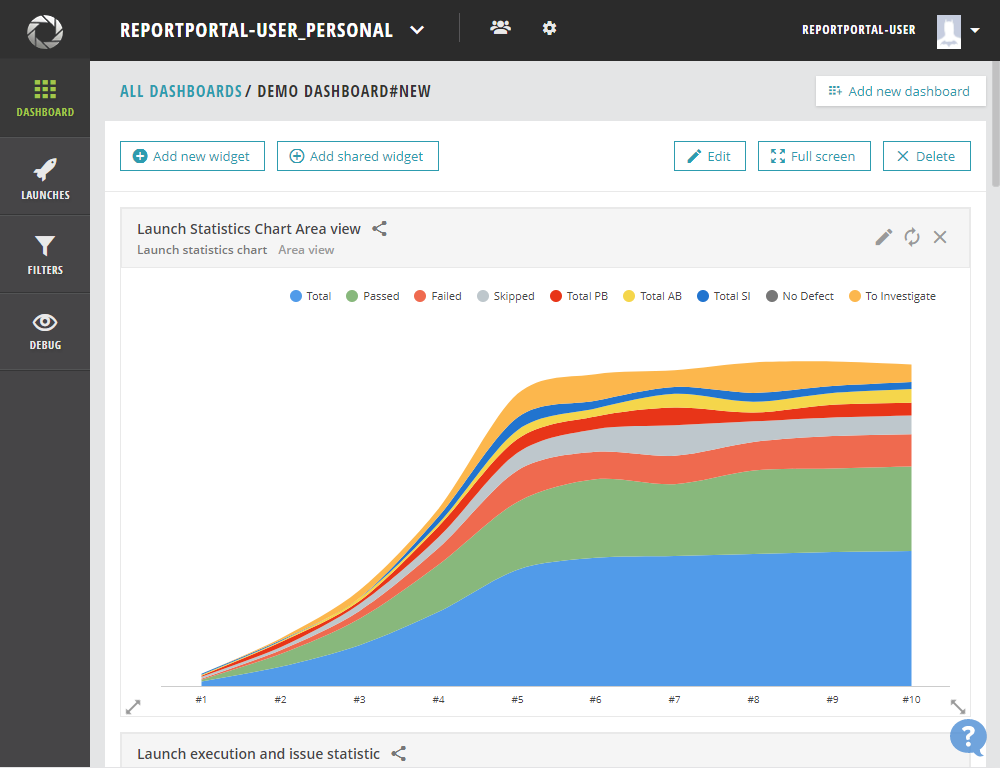 REPORTPORTAL-USER_PERSONAL
REPORTPORTAL-USER
DASHBOARD
LAUNCHES
FILTERS
DEBUG
ALL DASHBOARDS / DEMO DASHBOARD#NEW
Add new dashboard
Add new widget
Add shared widget
Edit
Full screen
Delete
Launch Statistics Chart Area view
Launch statistics chart Area view
Total Passed Failed Skipped Total PB Total AB Total SI No Defect To Investigate
#1 #2 #3 #4 #5 #6 #7 #8 #9 #10
?
Launch execution and issue statistic